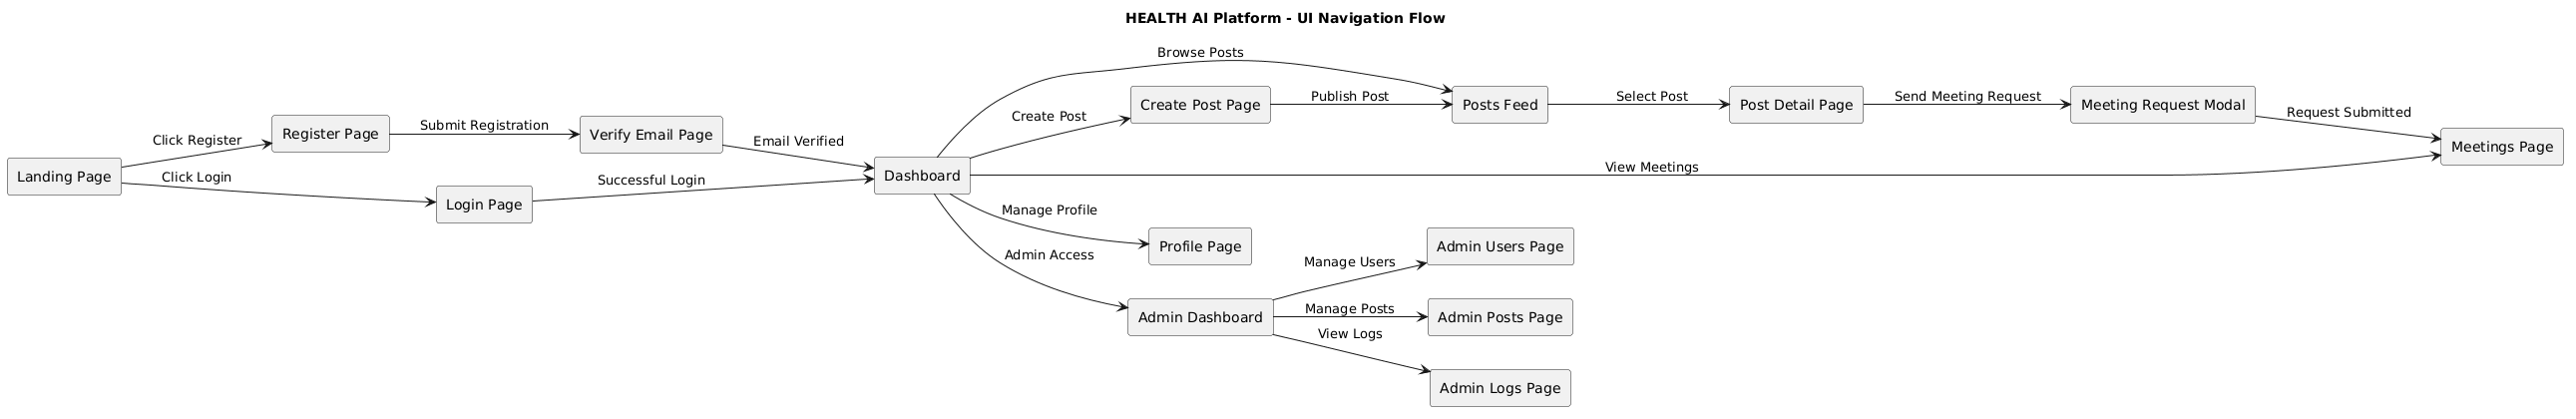 HEALTH AI Platform - UI Navigation Flow
Landing Page
Click Register
Click Login
Register Page
Submit Registration
Login Page
Successful Login
Verify Email Page
Email Verified
Dashboard
Browse Posts
Create Post
View Meetings
Manage Profile
Admin Access
Create Post Page
Publish Post
Posts Feed
Select Post
Post Detail Page
Send Meeting Request
Meeting Request Modal
Request Submitted
Meetings Page
Profile Page
Admin Dashboard
Manage Users
Manage Posts
View Logs
Admin Users Page
Admin Posts Page
Admin Logs Page